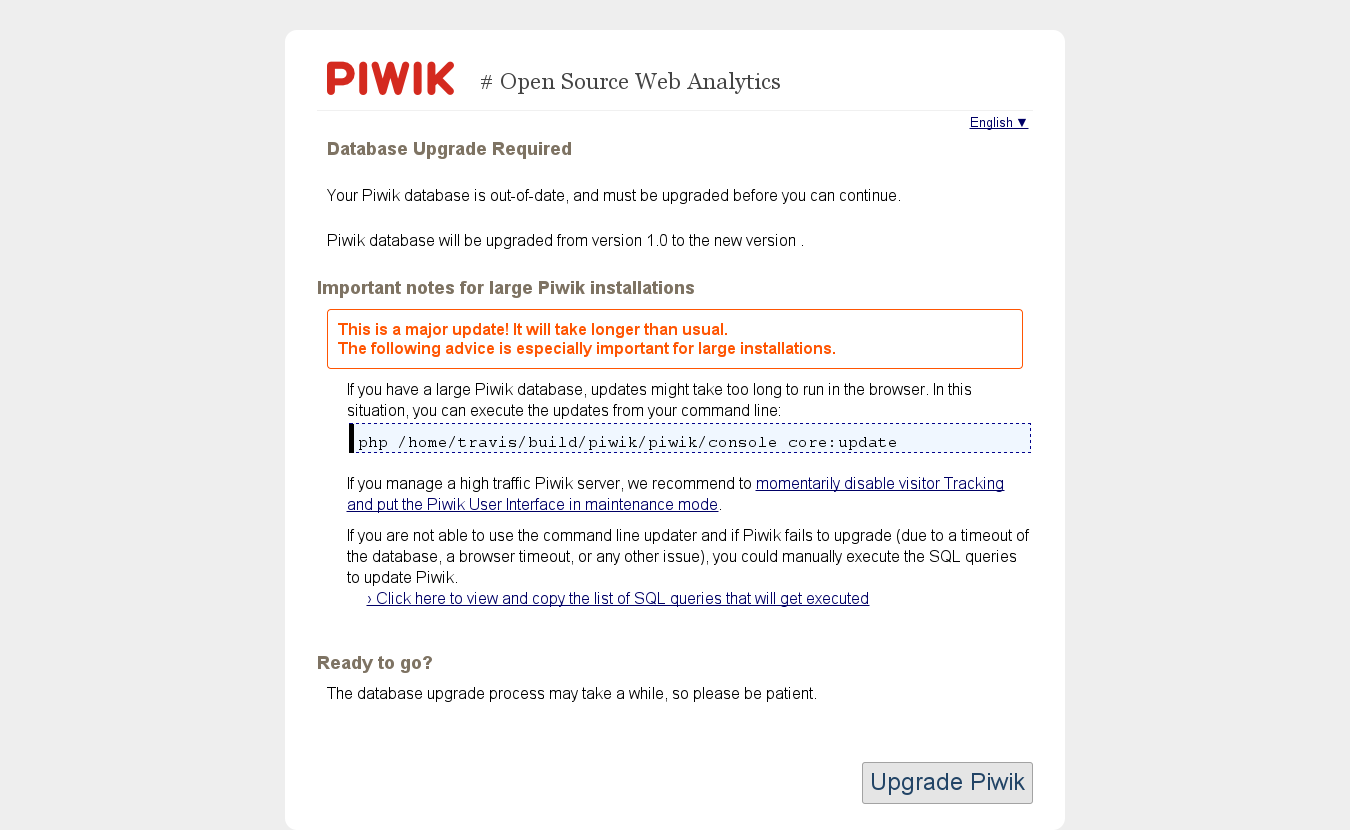 PIWIK # Open Source Web Analytics
English ▼
Database Upgrade Required
Your Piwik database is out-of-date, and must be upgraded before you can continue.
Piwik database will be upgraded from version 1.0 to the new version .
Important notes for large Piwik installations
This is a major update! It will take longer than usual.
The following advice is especially important for large installations.
If you have a large Piwik database, updates might take too long to run in the browser. In this
situation, you can execute the updates from your command line:
php /home/travis/build/piwik/piwik/console core:update
If you manage a high traffic Piwik server, we recommend to momentarily disable visitor Tracking
and put the Piwik User Interface in maintenance mode.
If you are not able to use the command line updater and if Piwik fails to upgrade (due to a timeout of
the database, a browser timeout, or any other issue), you could manually execute the SQL queries
to update Piwik.
› Click here to view and copy the list of SQL queries that will get executed
Ready to go?
The database upgrade process may take a while, so please be patient.
Upgrade Piwik